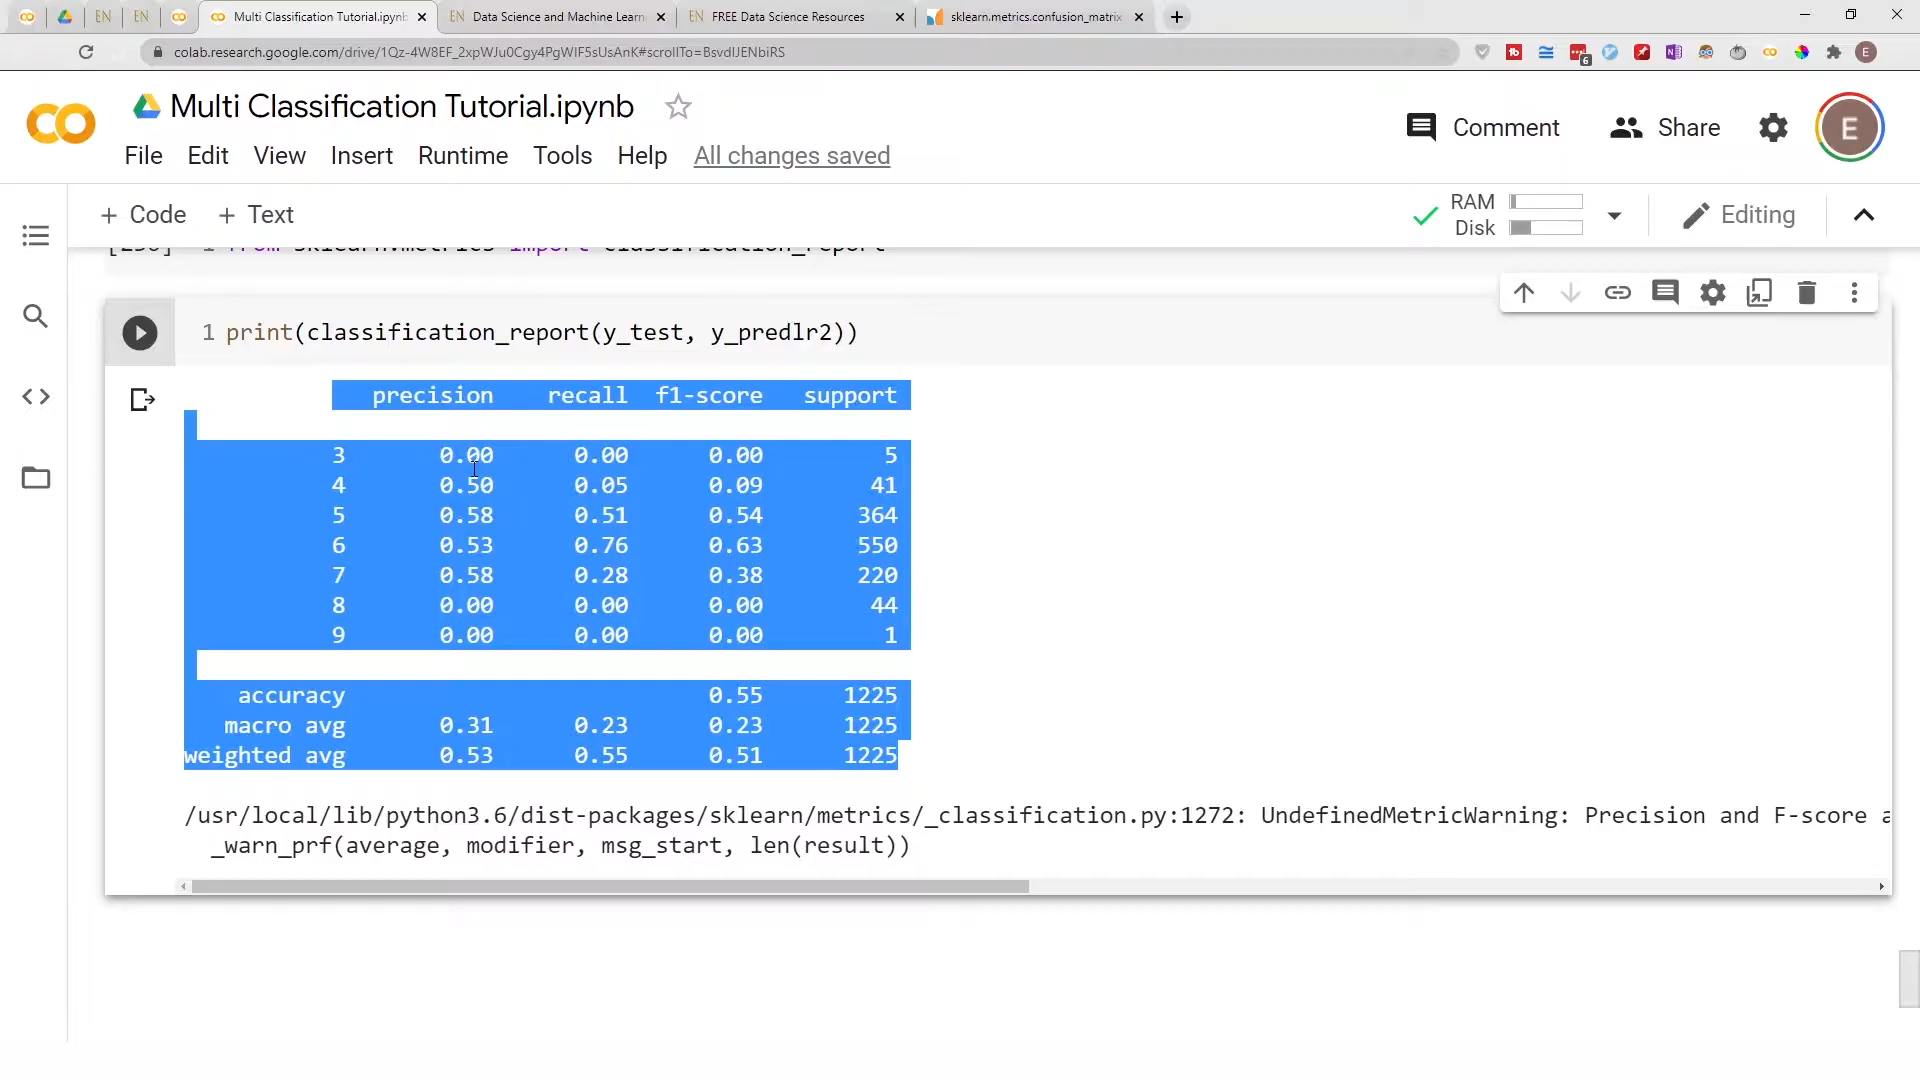 Multi Classification Tutorial.ipynb
EN Data Science and Machine Learn
EN FREE Data Science Resources
sklearn.metrics.confusion_matrix
colab.research.google.com/drive/1Qz-4W8EF_2xpWJu0Cgy4PgWIF5sUsAnK#scrollTo=BsvdlJENbiRS
Multi Classification Tutorial.ipynb
Comment Share E
File Edit View Insert Runtime Tools Help All changes saved
+ Code + Text
RAM
Disk
Editing
from sklearn.metrics import classification_report
1 print(classification_report(y_test, y_predlr2))
precision recall f1-score support
3 0.00 0.00 0.00 5
4 0.50 0.05 0.09 41
5 0.58 0.51 0.54 364
6 0.53 0.76 0.63 550
7 0.58 0.28 0.38 220
8 0.00 0.00 0.00 44
9 0.00 0.00 0.00 1
accuracy 0.55 1225
macro avg 0.31 0.23 0.23 1225
weighted avg 0.53 0.55 0.51 1225
/usr/local/lib/python3.6/dist-packages/sklearn/metrics/_classification.py:1272: UndefinedMetricWarning: Precision and F-score a
_warn_prf(average, modifier, msg_start, len(result))